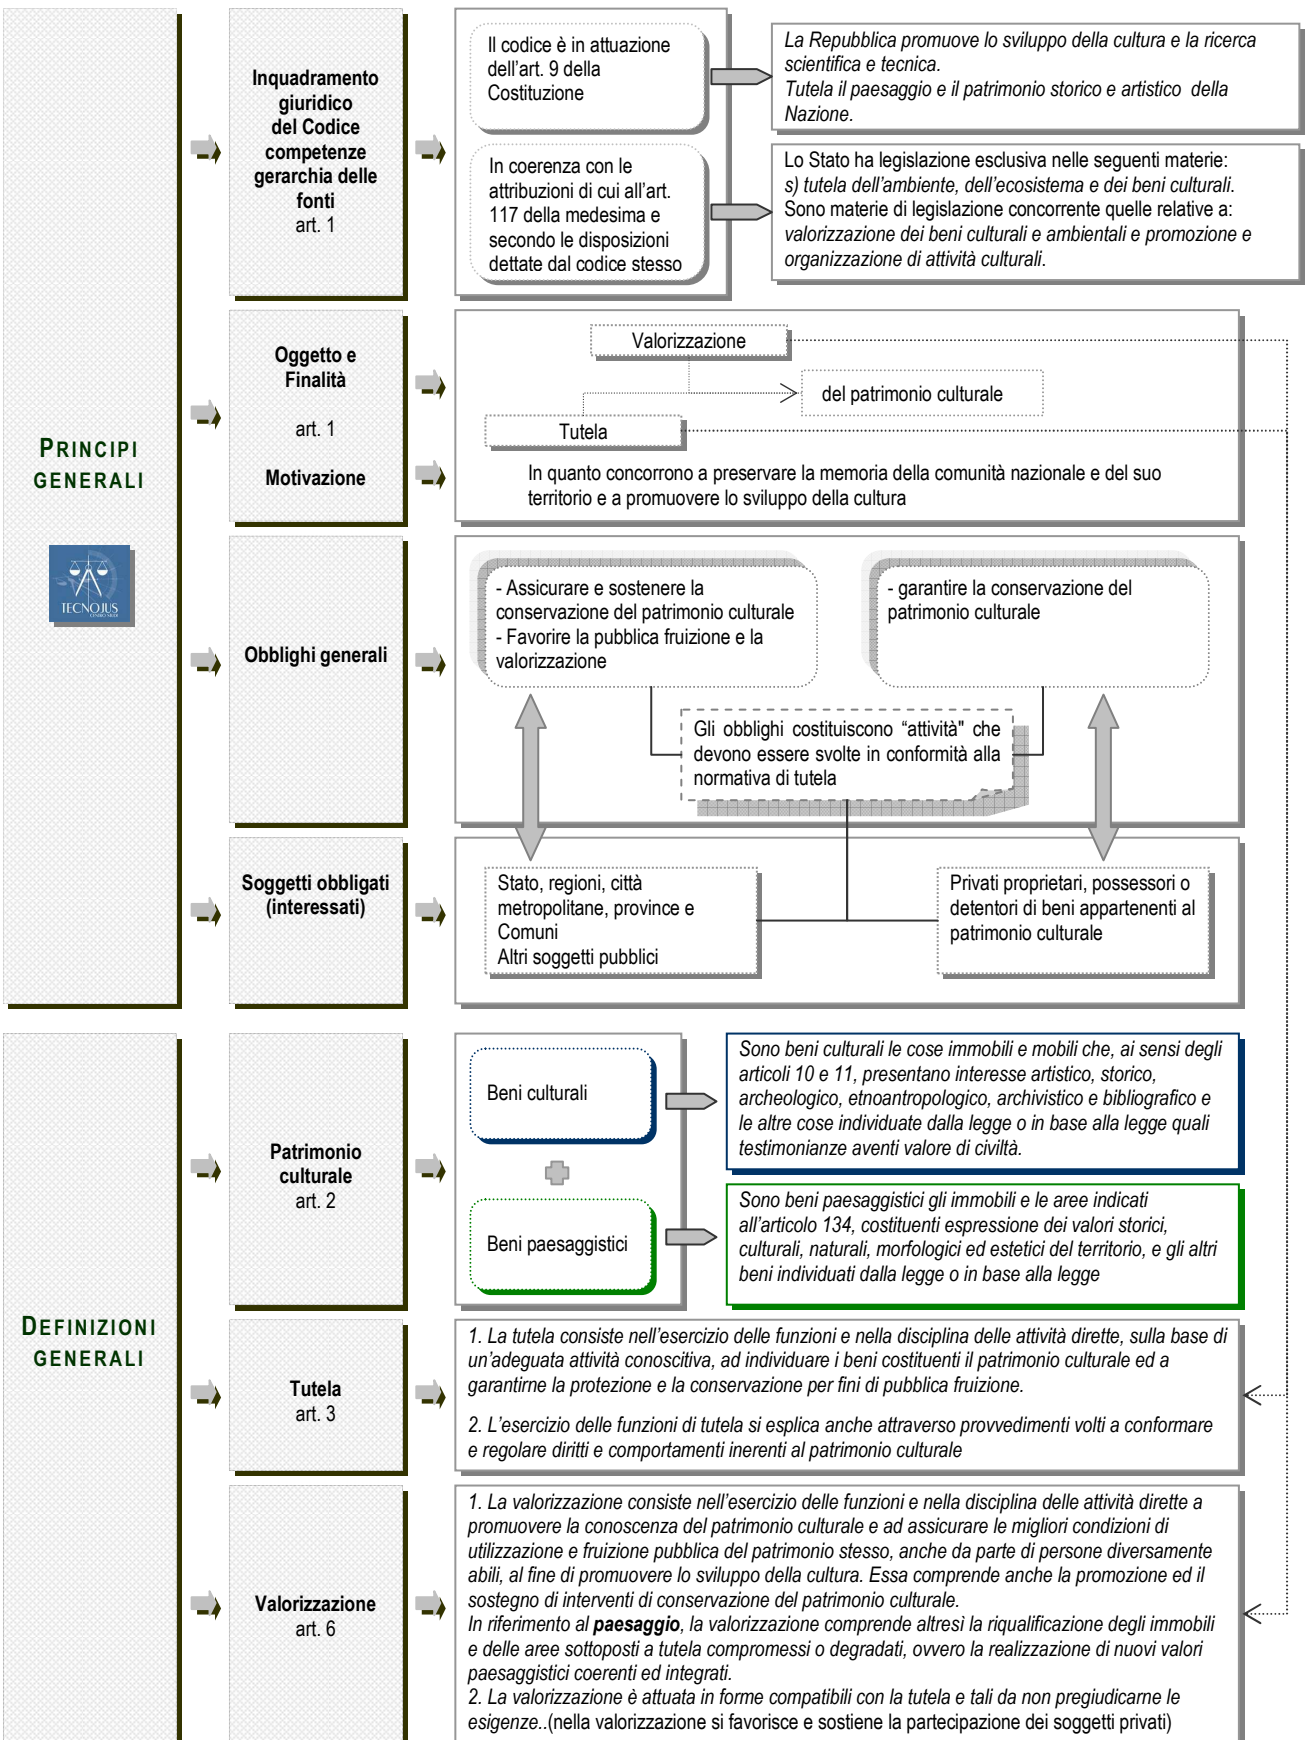 PRINCIPI
GENERALI
TECNOJUS
Inquadramento
giuridico
del Codice
competenze
gerarchia delle
fonti
art. 1
Il codice è in attuazione
dell’art. 9 della
Costituzione
La Repubblica promuove lo sviluppo della cultura e la ricerca
scientifica e tecnica.
Tutela il paesaggio e il patrimonio storico e artistico della
Nazione.
In coerenza con le
attribuzioni di cui all’art.
117 della medesima e
secondo le disposizioni
dettate dal codice stesso
Lo Stato ha legislazione esclusiva nelle seguenti materie:
s) tutela dell’ambiente, dell’ecosistema e dei beni culturali.
Sono materie di legislazione concorrente quelle relative a:
valorizzazione dei beni culturali e ambientali e promozione e
organizzazione di attività culturali.
Oggetto e
Finalità
art. 1
Motivazione
Valorizzazione
del patrimonio culturale
Tutela
In quanto concorrono a preservare la memoria della comunità nazionale e del suo
territorio e a promuovere lo sviluppo della cultura
Obblighi generali
- Assicurare e sostenere la
conservazione del patrimonio culturale
- Favorire la pubblica fruizione e la
valorizzazione
- garantire la conservazione del
patrimonio culturale
Gli obblighi costituiscono “attività" che
devono essere svolte in conformità alla
normativa di tutela
Soggetti obbligati
(interessati)
Stato, regioni, città
metropolitane, province e
Comuni
Altri soggetti pubblici
Privati proprietari, possessori o
detentori di beni appartenenti al
patrimonio culturale
DEFINIZIONI
GENERALI
Patrimonio
culturale
art. 2
Beni culturali
Sono beni culturali le cose immobili e mobili che, ai sensi degli
articoli 10 e 11, presentano interesse artistico, storico,
archeologico, etnoantropologico, archivistico e bibliografico e
le altre cose individuate dalla legge o in base alla legge quali
testimonianze aventi valore di civiltà.
Beni paesaggistici
Sono beni paesaggistici gli immobili e le aree indicati
all’articolo 134, costituenti espressione dei valori storici,
culturali, naturali, morfologici ed estetici del territorio, e gli altri
beni individuati dalla legge o in base alla legge
Tutela
art. 3
1. La tutela consiste nell’esercizio delle funzioni e nella disciplina delle attività dirette, sulla base di
un’adeguata attività conoscitiva, ad individuare i beni costituenti il patrimonio culturale ed a
garantirne la protezione e la conservazione per fini di pubblica fruizione.
2. L’esercizio delle funzioni di tutela si esplica anche attraverso provvedimenti volti a conformare
e regolare diritti e comportamenti inerenti al patrimonio culturale
Valorizzazione
art. 6
1. La valorizzazione consiste nell’esercizio delle funzioni e nella disciplina delle attività dirette a
promuovere la conoscenza del patrimonio culturale e ad assicurare le migliori condizioni di
utilizzazione e fruizione pubblica del patrimonio stesso, anche da parte di persone diversamente
abili, al fine di promuovere lo sviluppo della cultura. Essa comprende anche la promozione ed il
sostegno di interventi di conservazione del patrimonio culturale.
In riferimento al paesaggio, la valorizzazione comprende altresì la riqualificazione degli immobili
e delle aree sottoposti a tutela compromessi o degradati, ovvero la realizzazione di nuovi valori
paesaggistici coerenti ed integrati.
2. La valorizzazione è attuata in forme compatibili con la tutela e tali da non pregiudicarne le
esigenze..(nella valorizzazione si favorisce e sostiene la partecipazione dei soggetti privati)